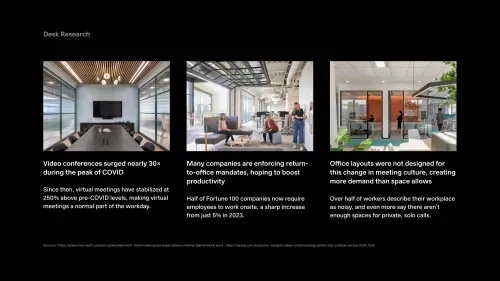 Desk Research
Video conferences surged nearly 30×
during the peak of COVID
Since then, virtual meetings have stabilized at
250% above pre-COVID levels, making virtual
meetings a normal part of the workday.
Many companies are enforcing return-
to-office mandates, hoping to boost
productivity
Half of Fortune 100 companies now require
employees to work onsite, a sharp increase
from just 5% in 2023.
Office layouts were not designed for
this change in meeting culture, creating
more demand than space allows
Over half of workers describe their workplace
as noisy, and even more say there aren't
enough spaces for private, solo calls.